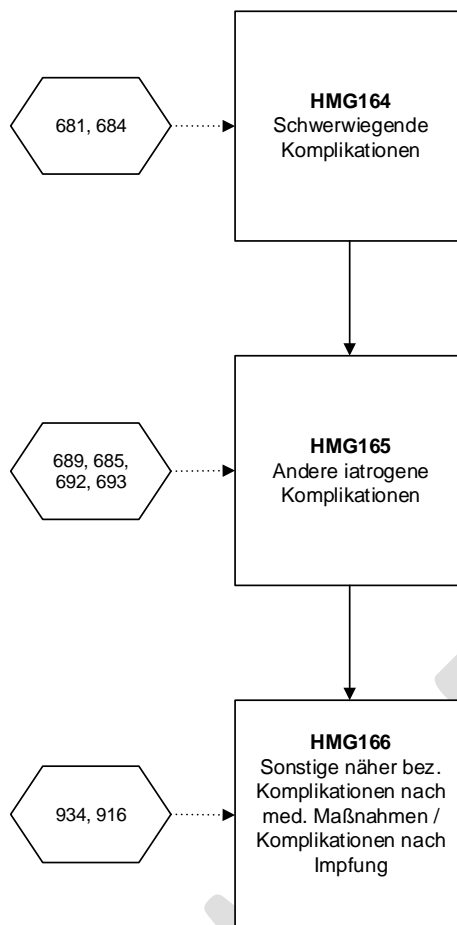 681, 684
HMG164
Schwerwiegende
Komplikationen
689, 685,
692, 693
HMG165
Andere iatrogene
Komplikationen
934, 916
HMG166
Sonstige näher bez.
Komplikationen nach
med. Maßnahmen /
Komplikationen nach
Impfung